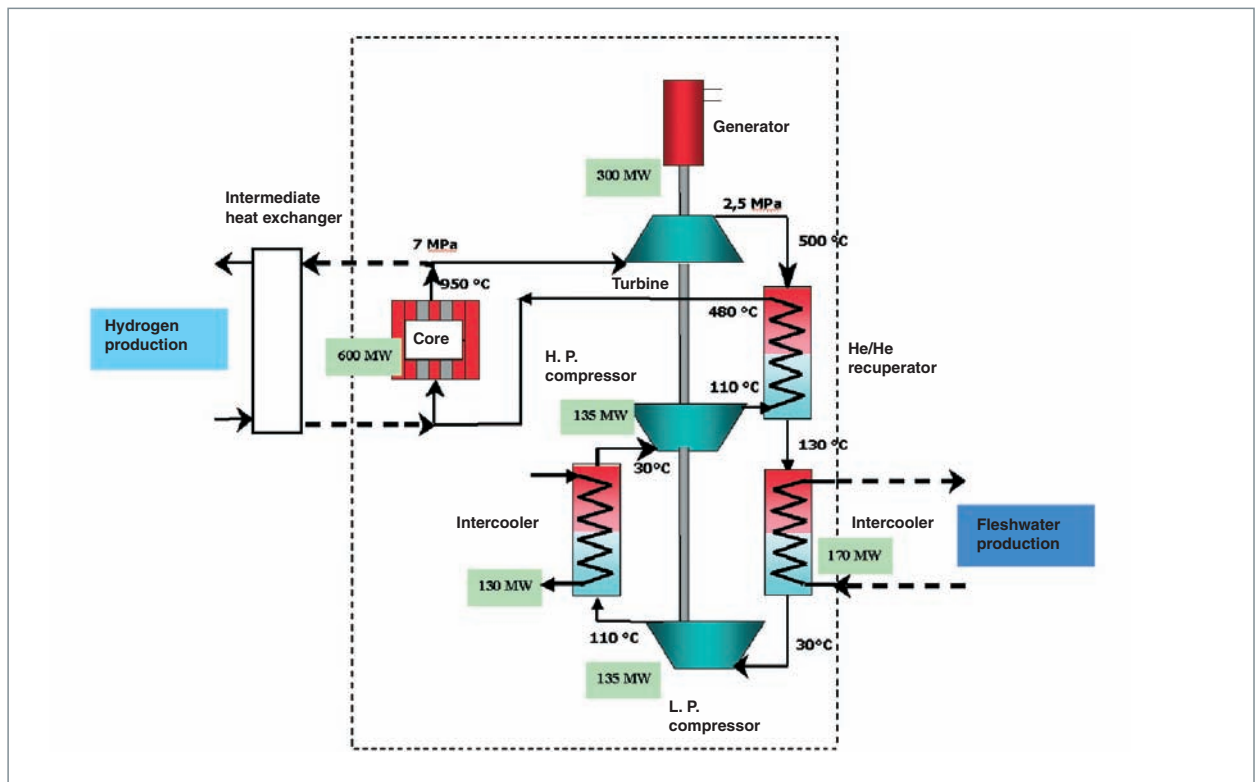 Generator
300 MW
Intermediate
heat exchanger
2,5 MPa
7 MPa
500 °C
950 °C
Turbine
480 °C
Hydrogen
production
Core
600 MW
H. P.
compressor
He/He
recuperator
110 °C
135 MW
130 °C
30°C
Intercooler
Intercooler
Fleshwater
production
170 MW
130 MW
110 °C
30°C
135 MW
L. P.
compressor